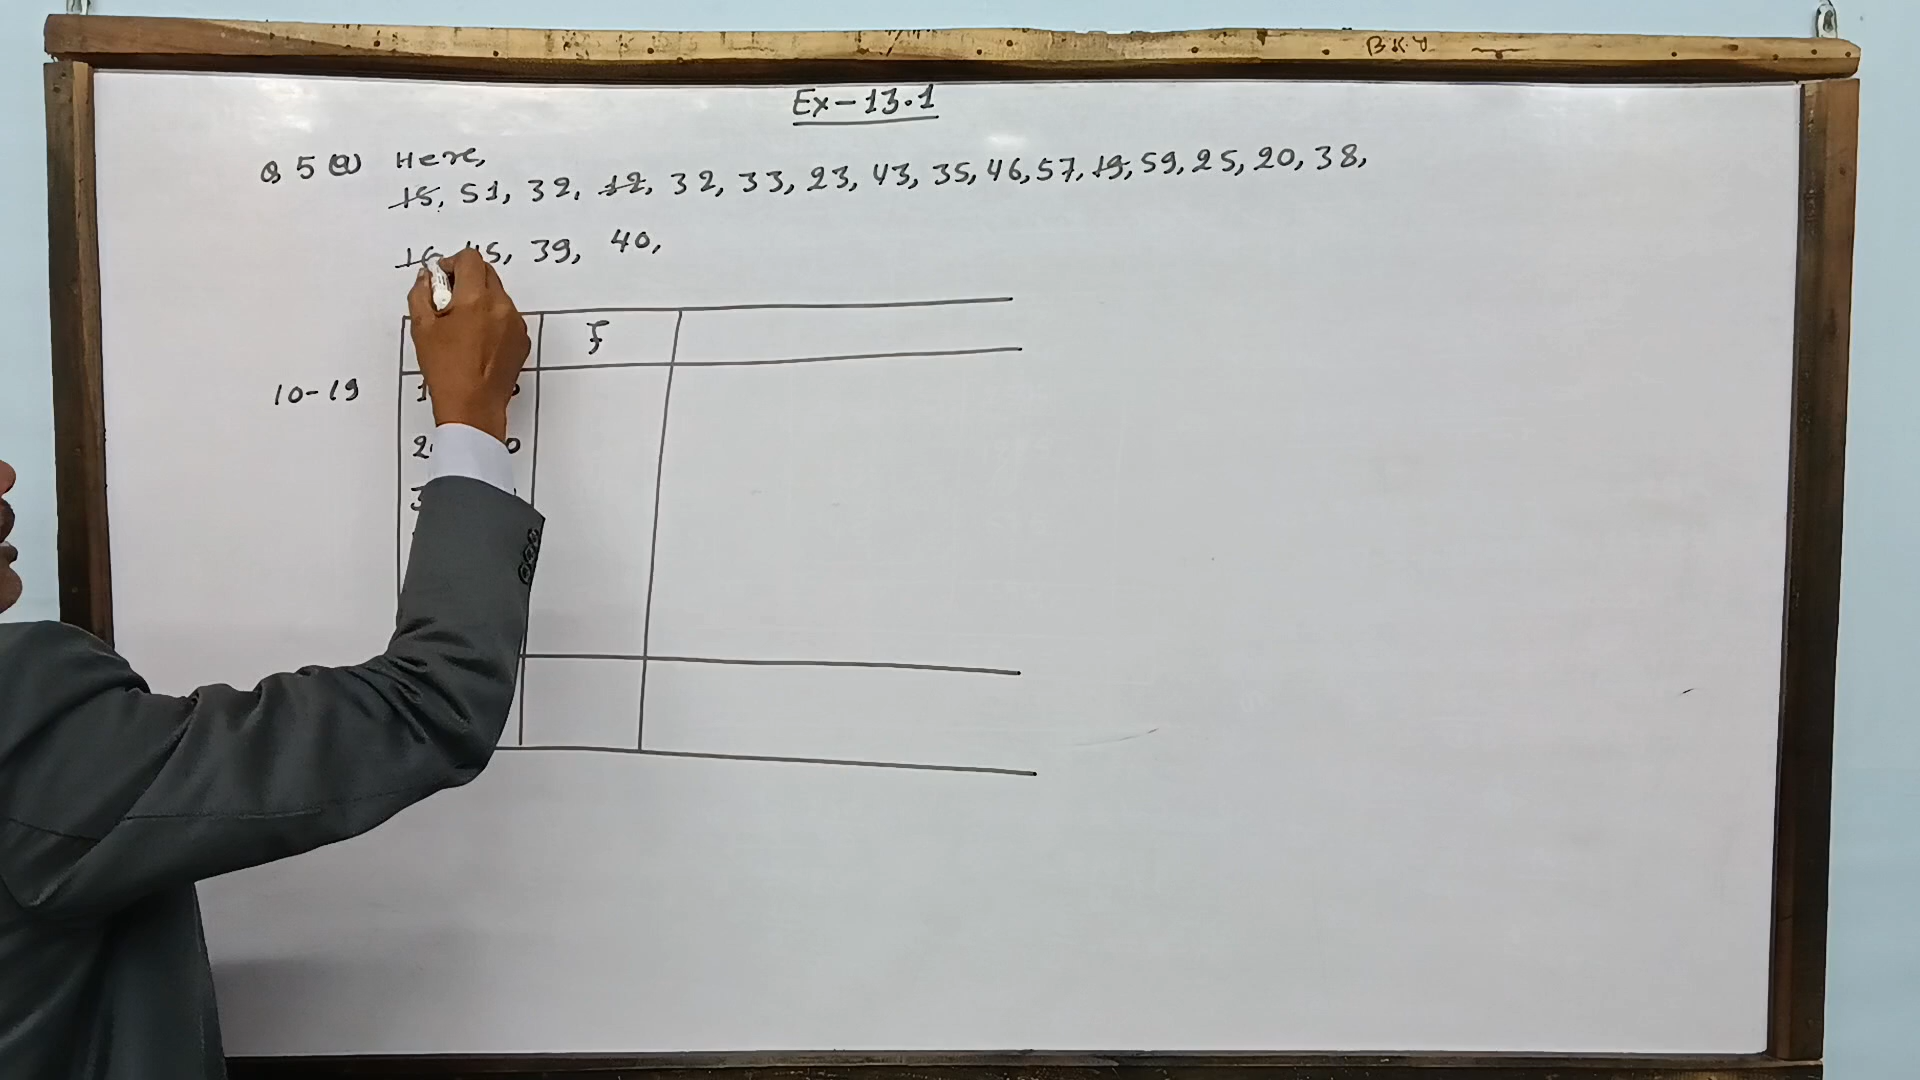 BKY
Ex-13.1
Q 5 Here,
15, 51, 32, 12, 32, 33, 23, 43, 35, 46, 57, 19, 59, 25, 20, 38,
16 45, 39, 40,
f
10-19